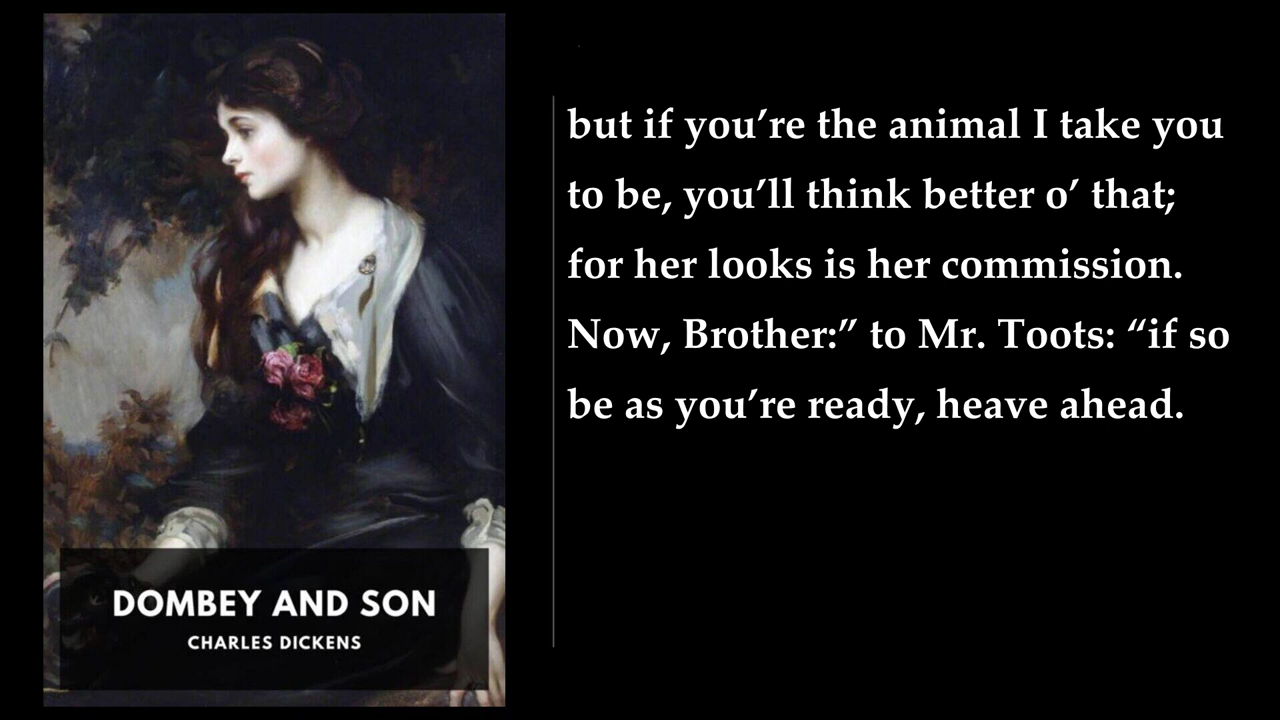 but if you’re the animal I take you
to be, you’ll think better o’ that;
for her looks is her commission.
Now, Brother:” to Mr. Toots: “if so
be as you’re ready, heave ahead.
DOMBEY AND SON
CHARLES DICKENS